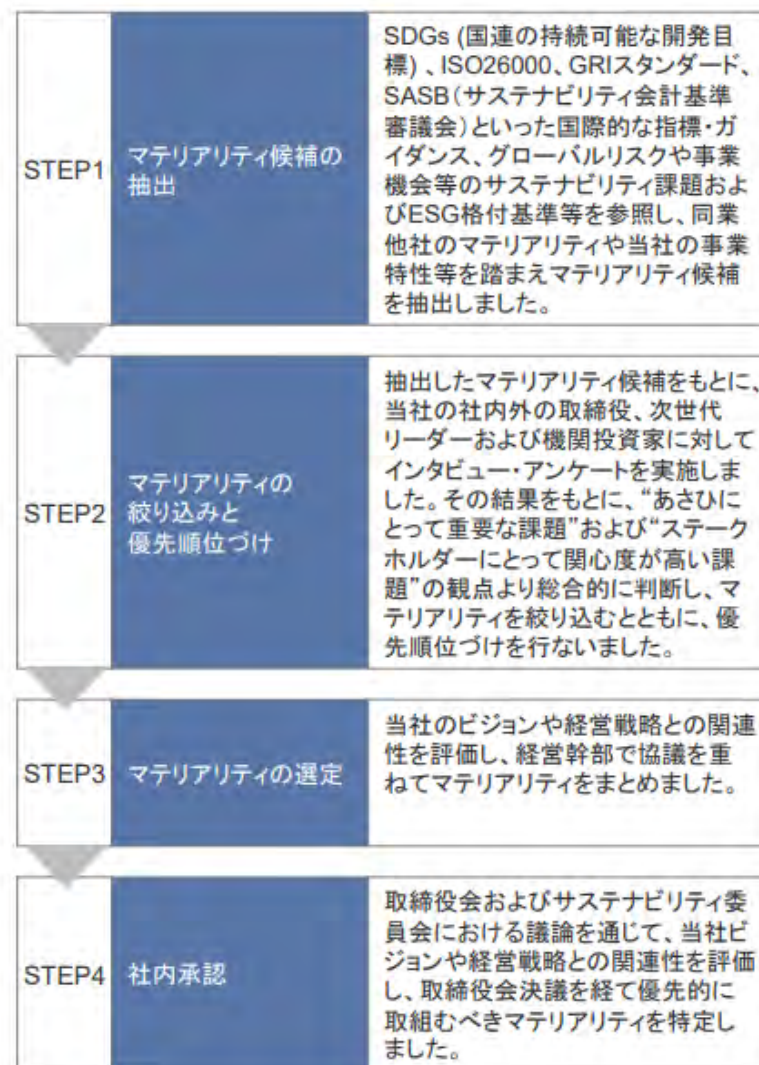 STEP1
マテリアリティ候補の
抽出
SDGs (国連の持続可能な開発目
標) 、ISO26000、GRIスタンダード、
SASB（サステナビリティ会計基準
審議会）といった国際的な指標・ガ
イダンス、グローバルリスクや事業
機会等のサステナビリティ課題およ
びESG格付基準等を参照し、同業
他社のマテリアリティや当社の事業
特性等を踏まえマテリアリティ候補
を抽出しました。
STEP2
マテリアリティの
絞り込みと
優先順位づけ
抽出したマテリアリティ候補をもとに、
当社の社内外の取締役、次世代
リーダーおよび機関投資家に対して
インタビュー・アンケートを実施しま
した。その結果をもとに、“あさひに
とって重要な課題”および“ステーク
ホルダーにとって関心度が高い課
題”の観点より総合的に判断し、マ
テリアリティを絞り込むとともに、優
先順位づけを行ないました。
STEP3
マテリアリティの選定
当社のビジョンや経営戦略との関連
性を評価し、経営幹部で協議を重
ねてマテリアリティをまとめました。
STEP4
社内承認
取締役会およびサステナビリティ委
員会における議論を通じて、当社ビ
ジョンや経営戦略との関連性を評価
し、取締役会決議を経て優先的に
取組むべきマテリアリティを特定し
ました。